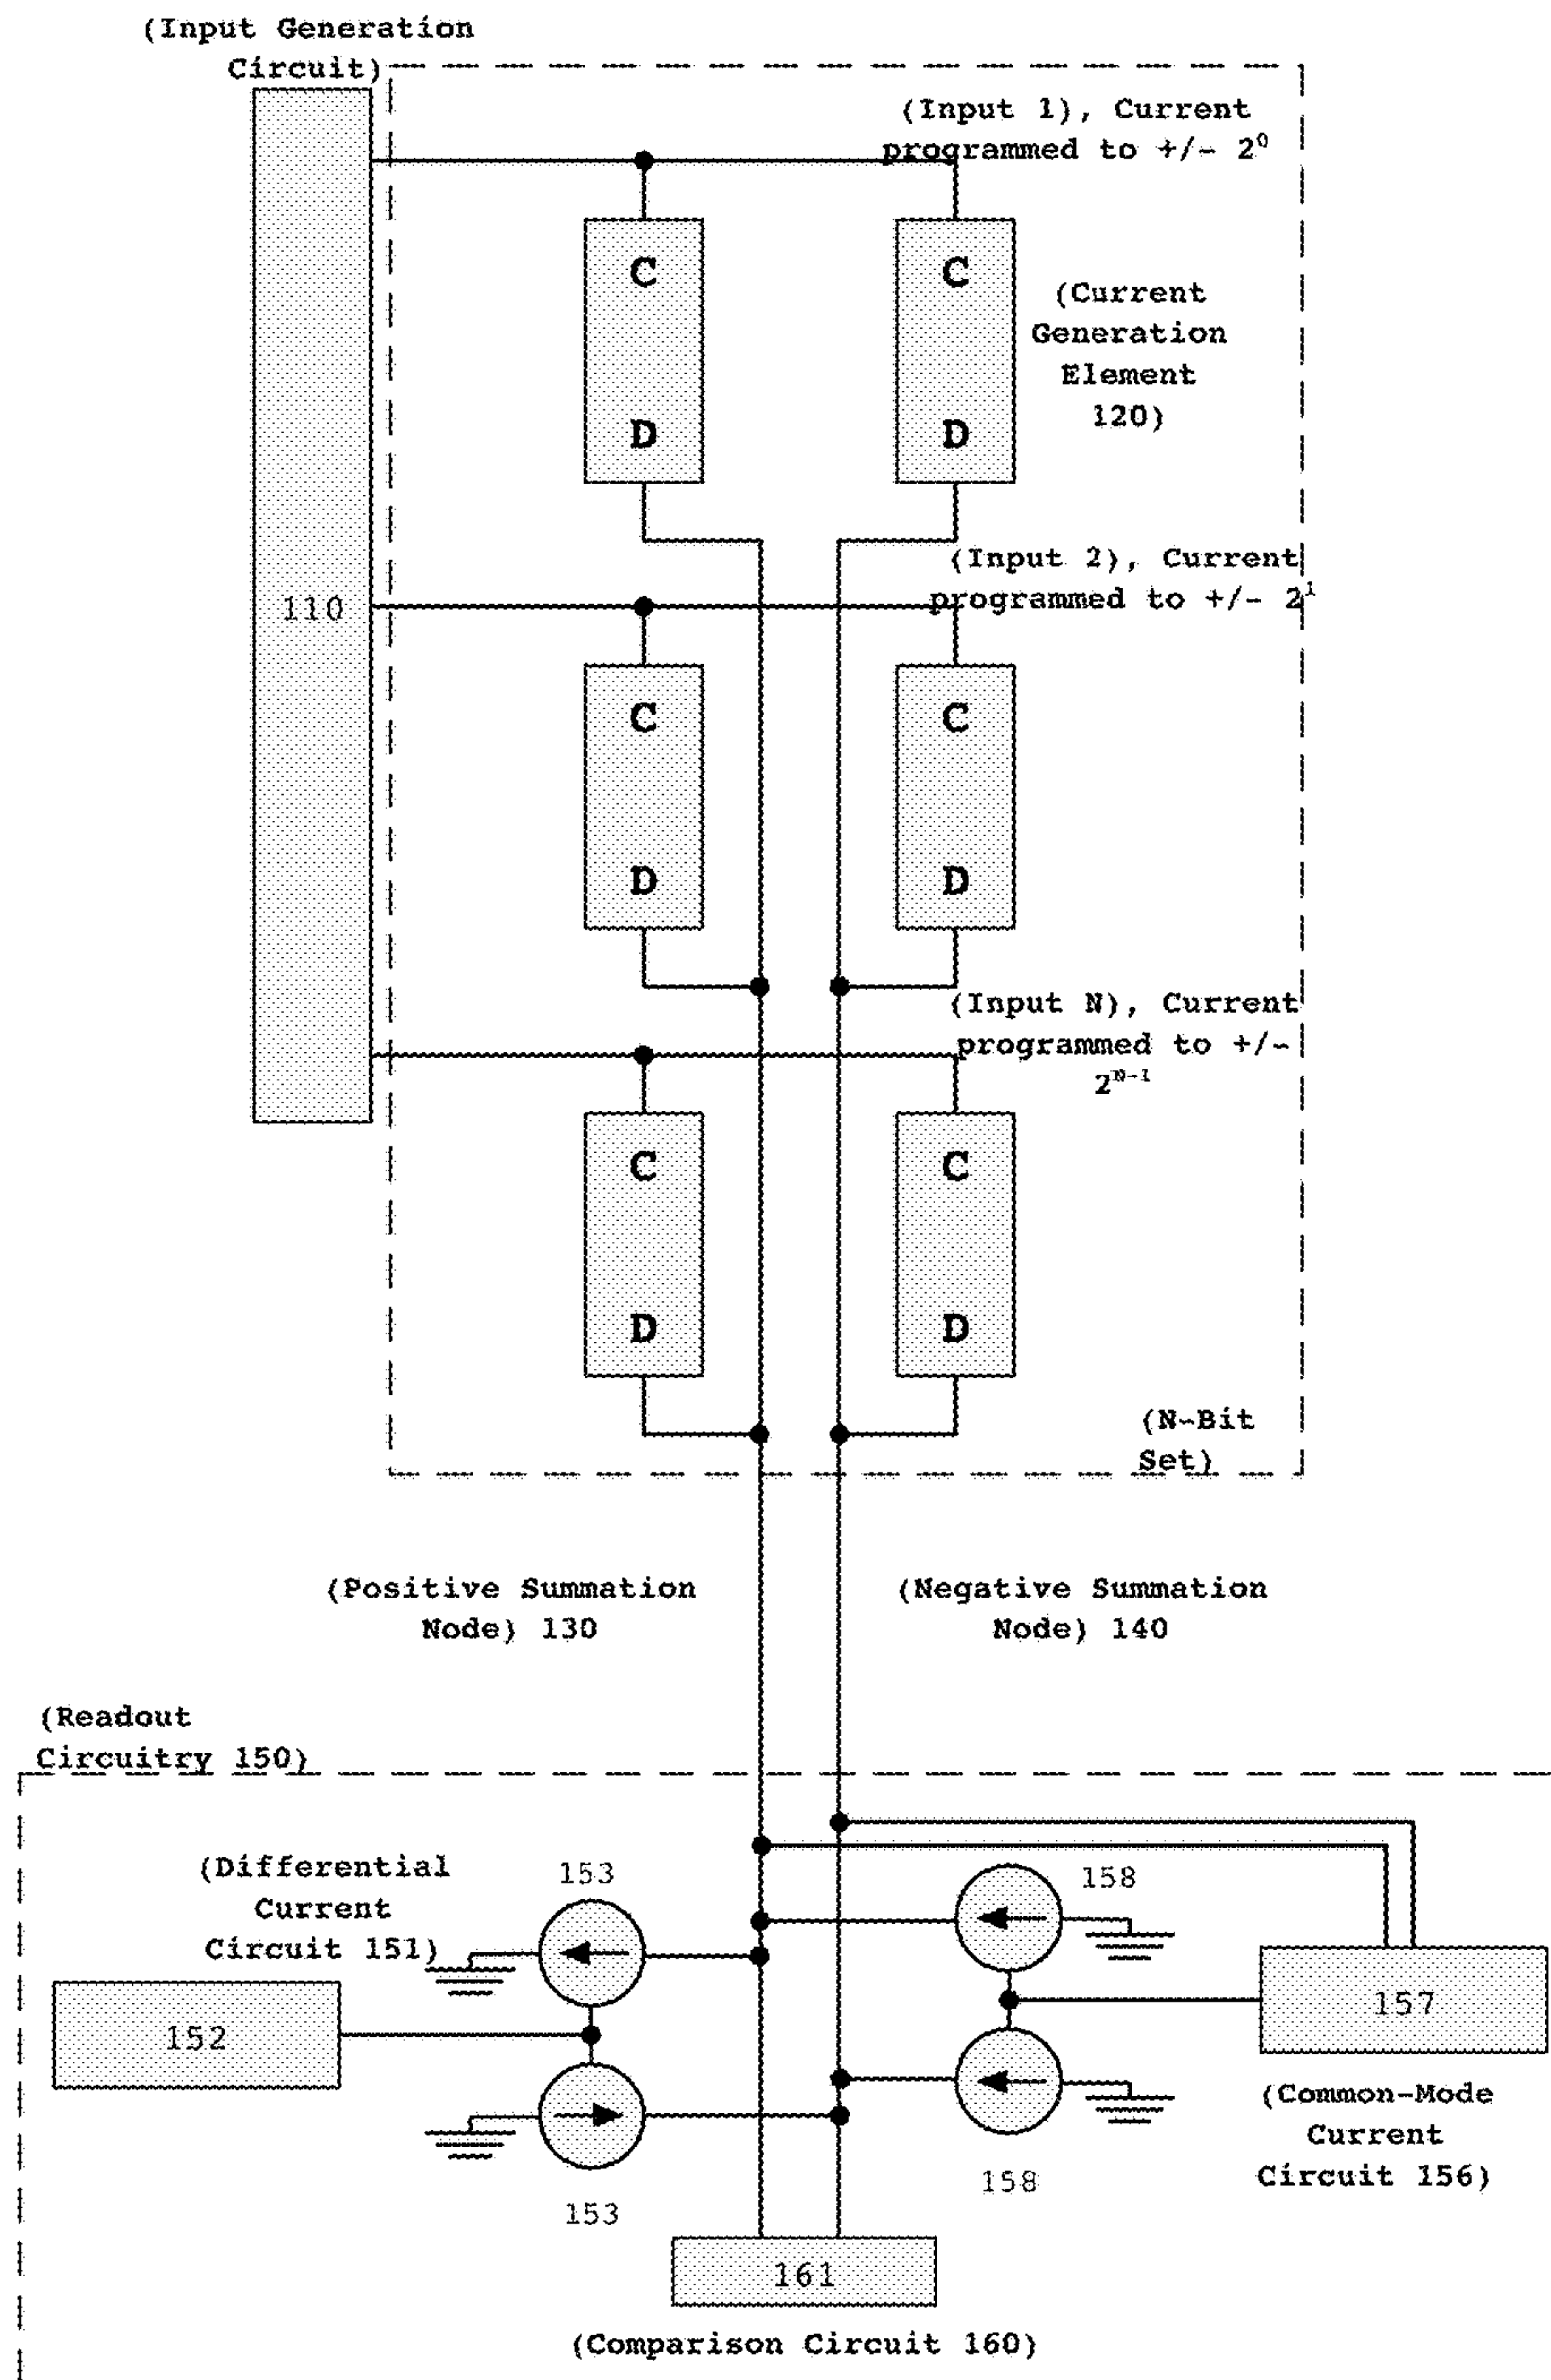 (Input Generation
Circuit)
(Input 1), Current
programmed to +/- 2⁰
C
C
(Current
Generation
Element
120)
D
D
(Input 2), Current
programmed to +/- 2¹
110
C
C
D
D
(Input N), Current
programmed to +/-
2ᴺ⁻¹
C
C
D
D
(N-Bit
Set)
(Positive Summation
Node) 130
(Negative Summation
Node) 140
(Readout
Circuitry 150)
(Differential
Current
Circuit 151)
153
158
152
157
153
158
(Common-Mode
Current
Circuit 156)
161
(Comparison Circuit 160)